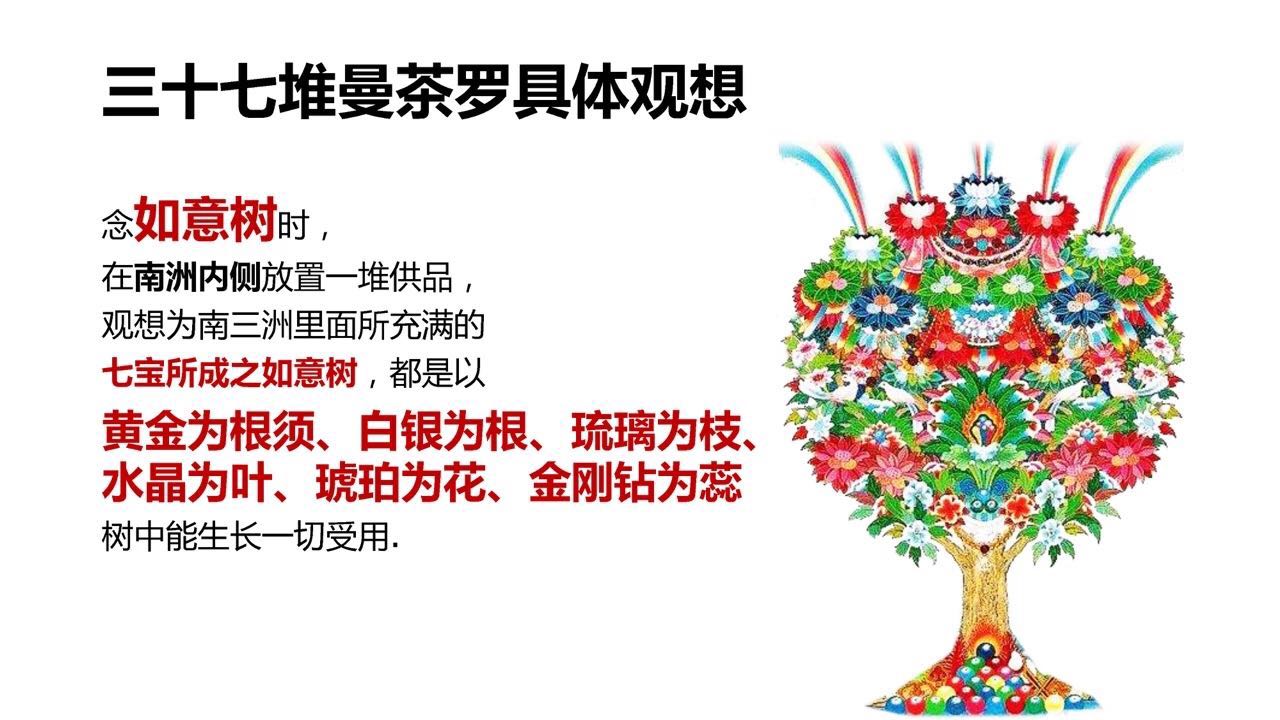 三十七堆曼茶罗具体观想
念如意树时，
在南洲内侧放置一堆供品，
观想为南三洲里面所充满的
七宝所成之如意树，都是以
黄金为根须、白银为根、琉璃为枝、
水晶为叶、琥珀为花、金刚钻为蕊
树中能生长一切受用.